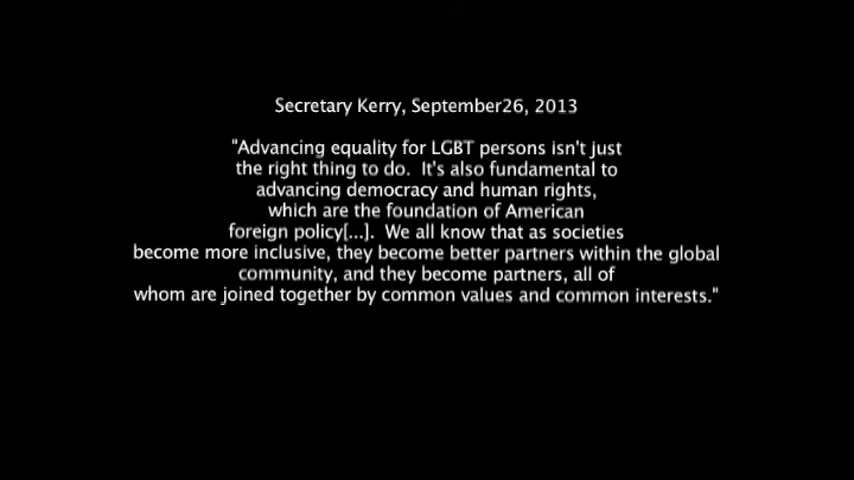 Secretary Kerry, September26, 2013
"Advancing equality for LGBT persons isn't just
the right thing to do.  It's also fundamental to
advancing democracy and human rights,
which are the foundation of American
foreign policy[...].  We all know that as societies
become more inclusive, they become better partners within the global
community, and they become partners, all of
whom are joined together by common values and common interests."